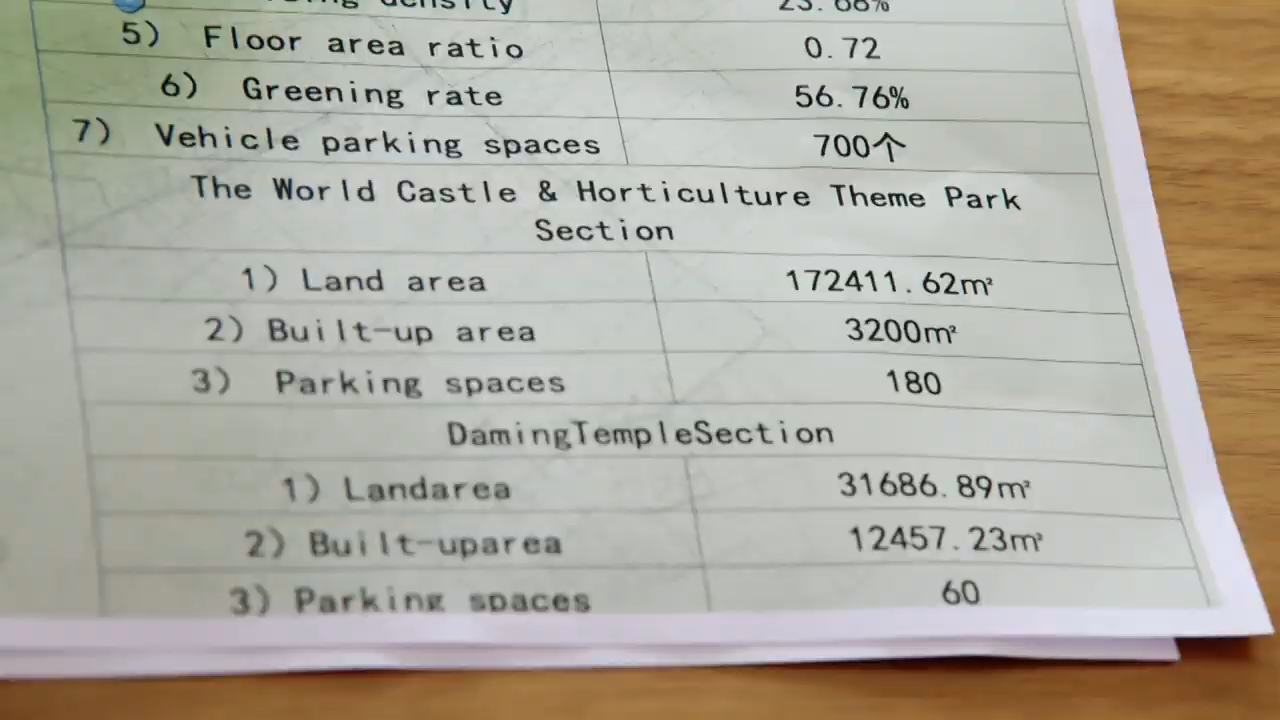 density
5) Floor area ratio 0.72
6) Greening rate 56.76%
7) Vehicle parking spaces 700个
The World Castle & Horticulture Theme Park
Section
1) Land area 172411.62㎡
2) Built-up area 3200㎡
3) Parking spaces 180
DamingTempleSection
1) Landarea 31686.89㎡
2) Built-uparea 12457.23㎡
3) Parking spaces 60